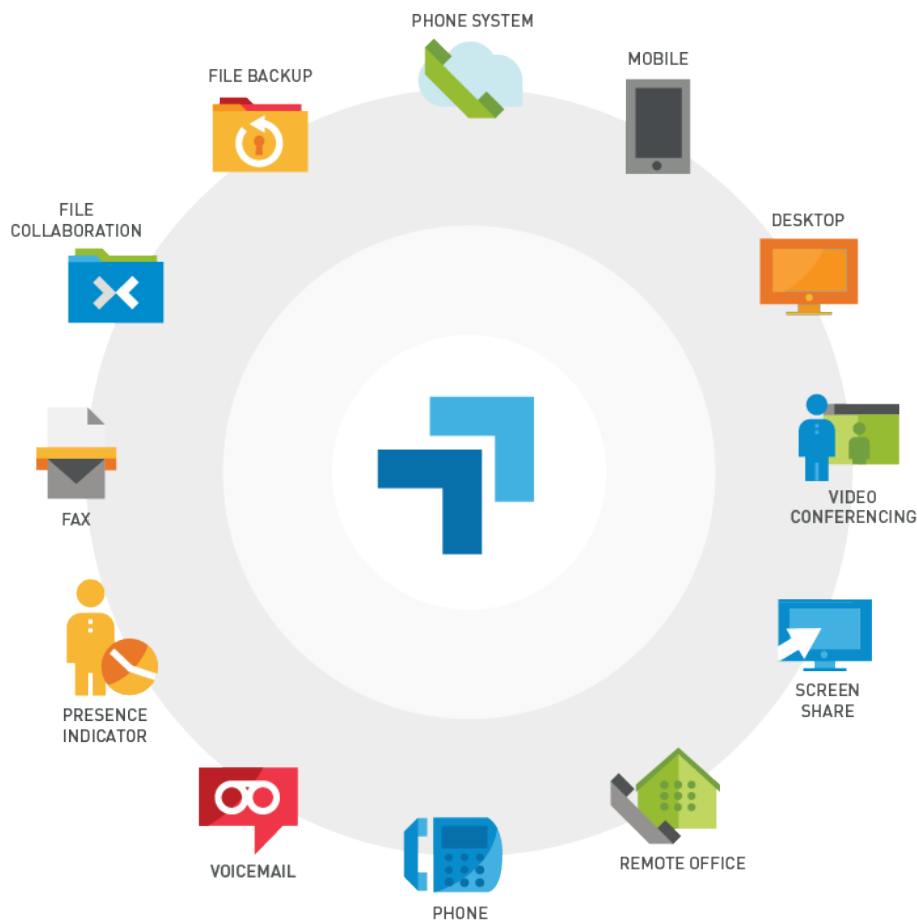 PHONE SYSTEM
MOBILE
FILE BACKUP
DESKTOP
FILE
COLLABORATION
VIDEO
CONFERENCING
FAX
SCREEN
SHARE
PRESENCE
INDICATOR
REMOTE OFFICE
VOICEMAIL
PHONE